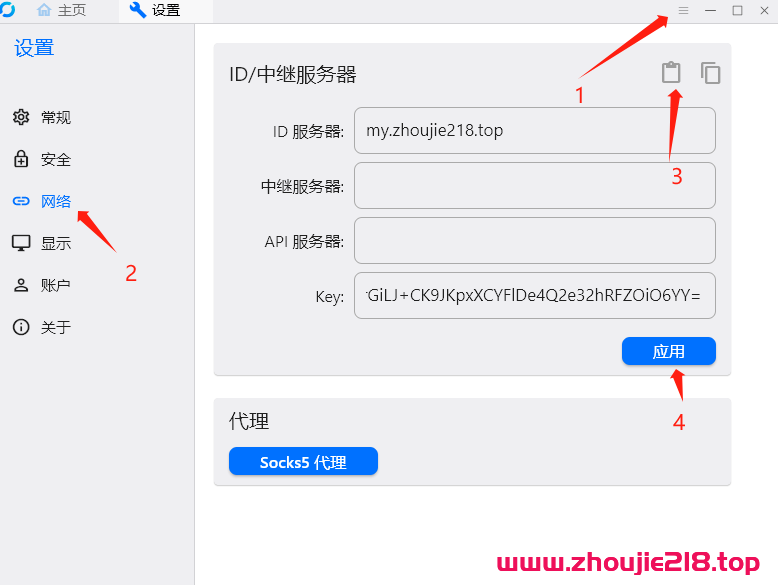 主页
设置
设置
1
ID/中继服务器
常规
ID 服务器:
my.zhoujie218.top
安全
3
中继服务器:
网络
API 服务器:
显示
2
账户
Key:
GiLJ+CK9JKpxXCYFlDe4Q2e32hRFZOiO6YY=
关于
应用
代理
4
Socks5 代理
www.zhoujie218.top